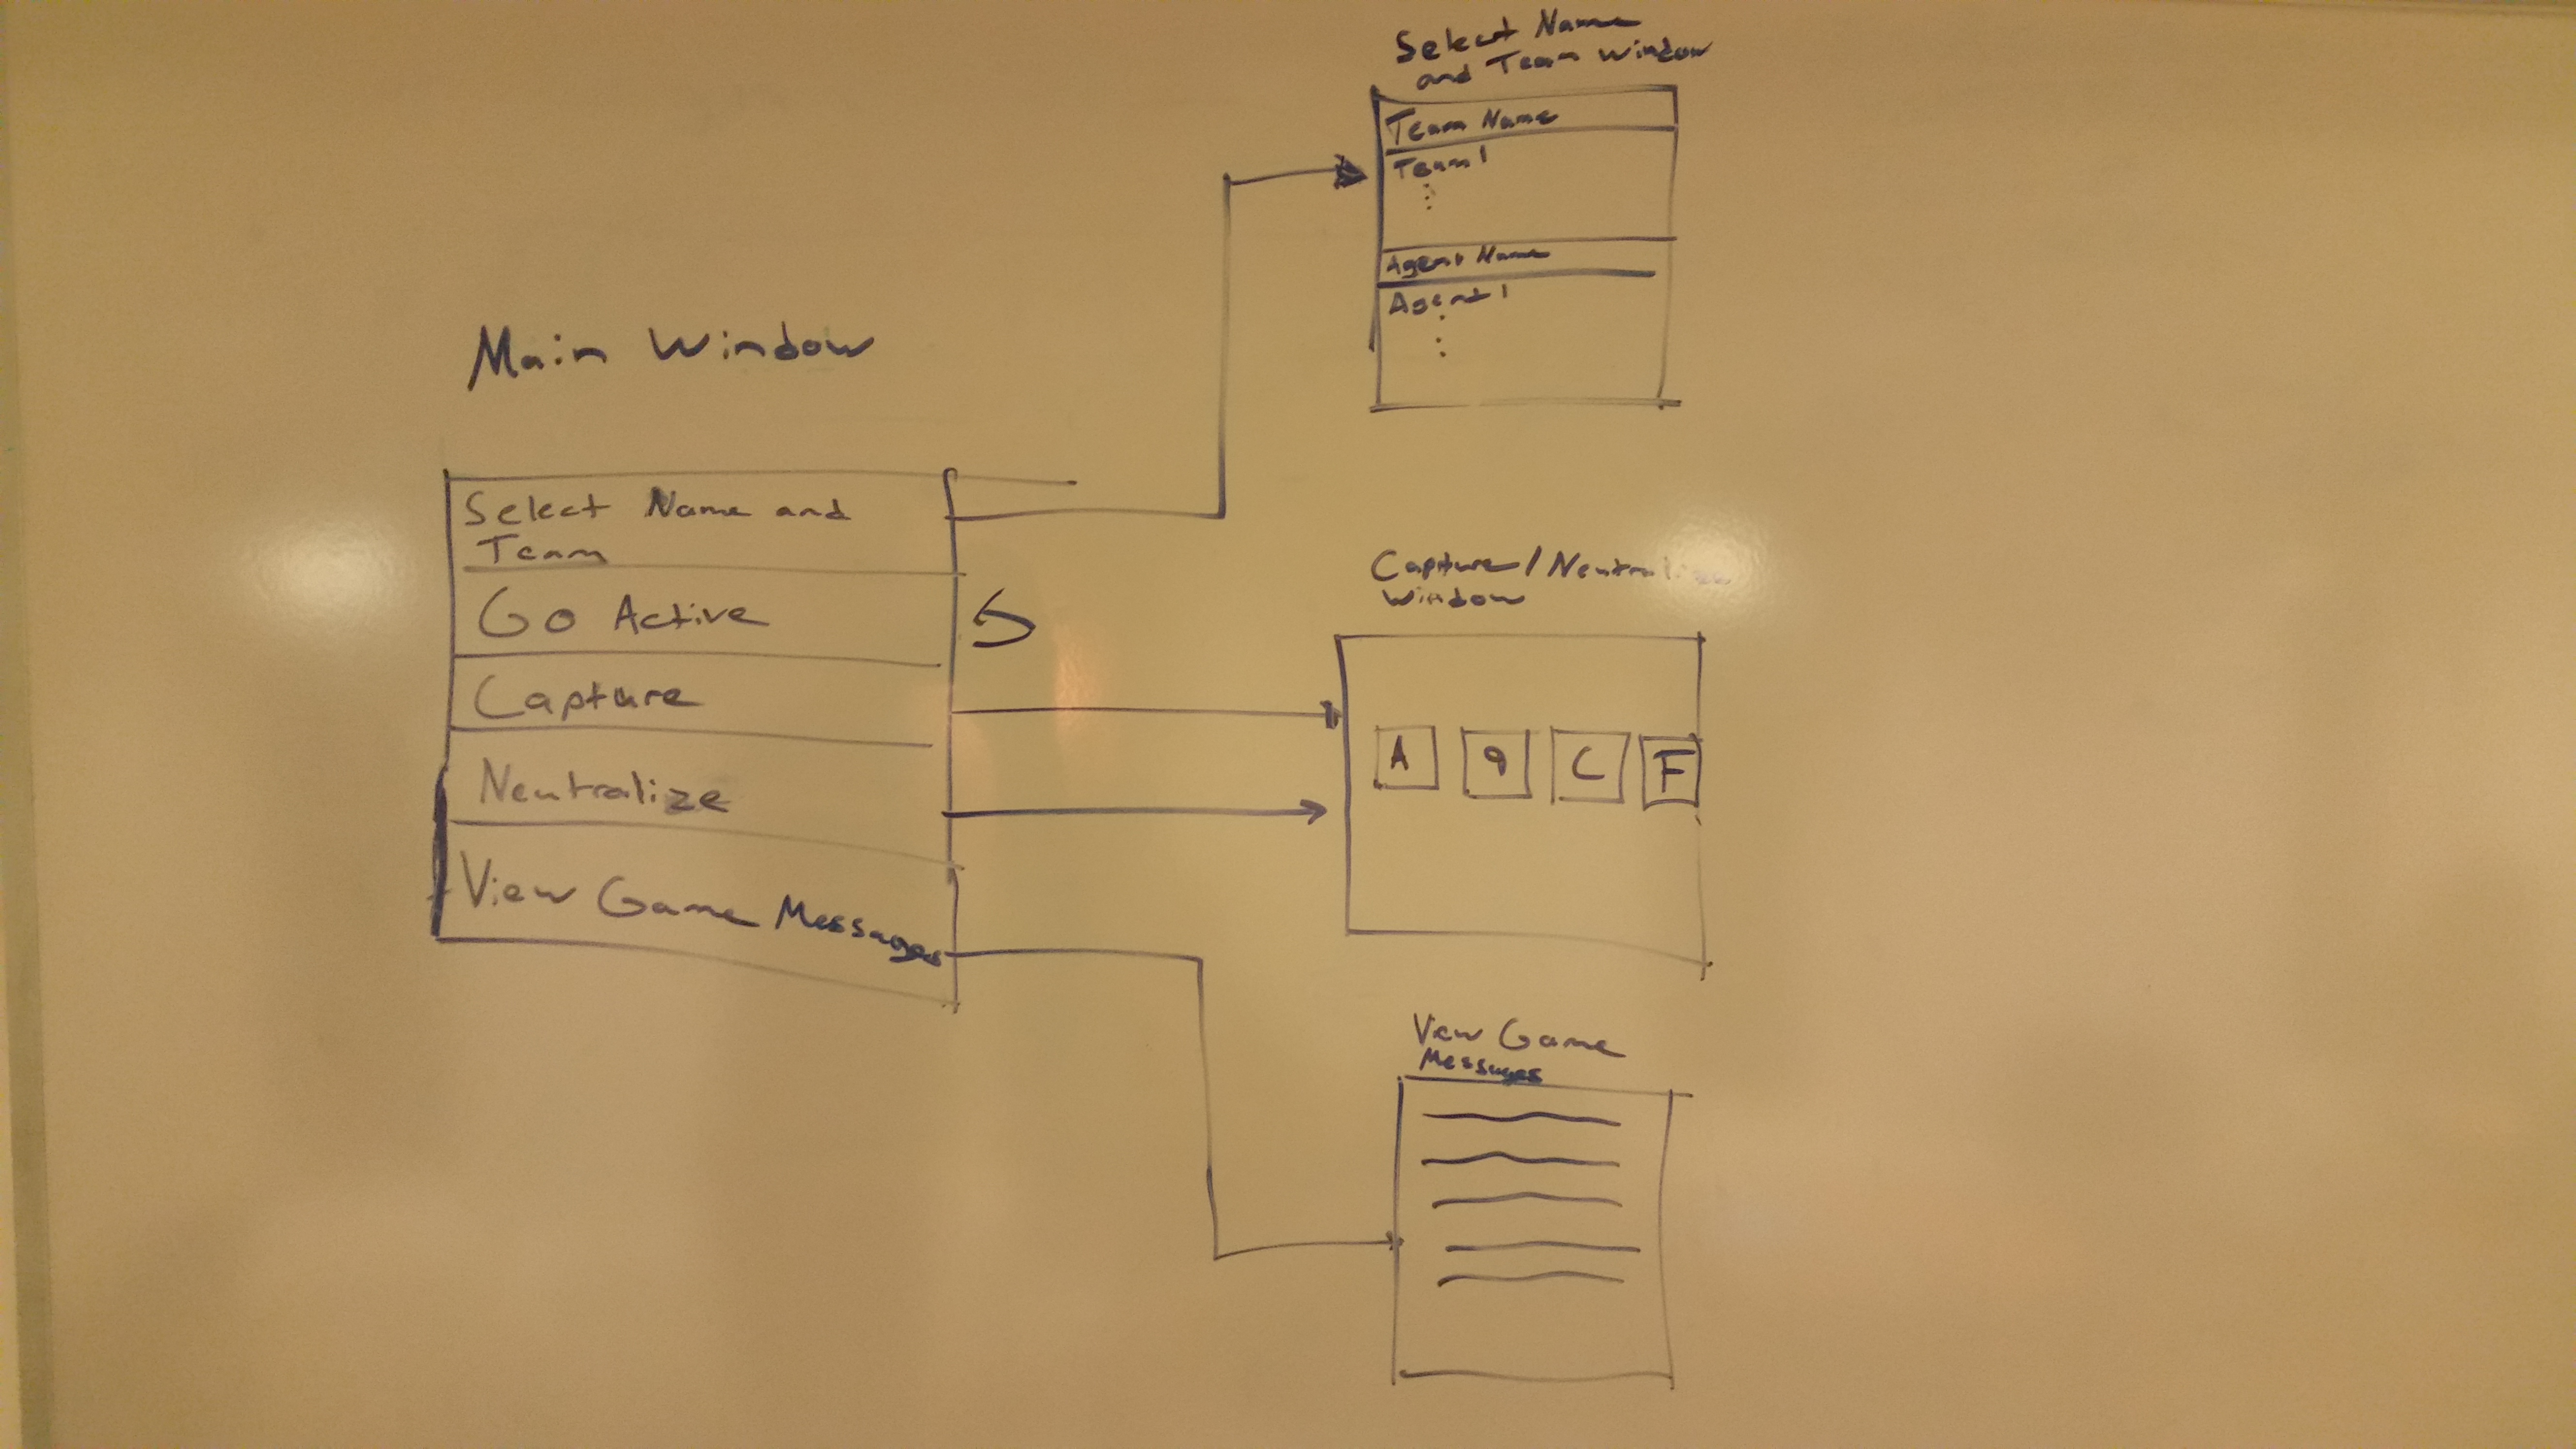 Main Window
Select Name and
Team
Go Active
Capture
Neutralize
View Game Messages
Select Name
and Team Window
Team Name
Team 1
Agent Name
Agent 1
Capture/Neutralize
Window
A 9 C F
View Game
Messages